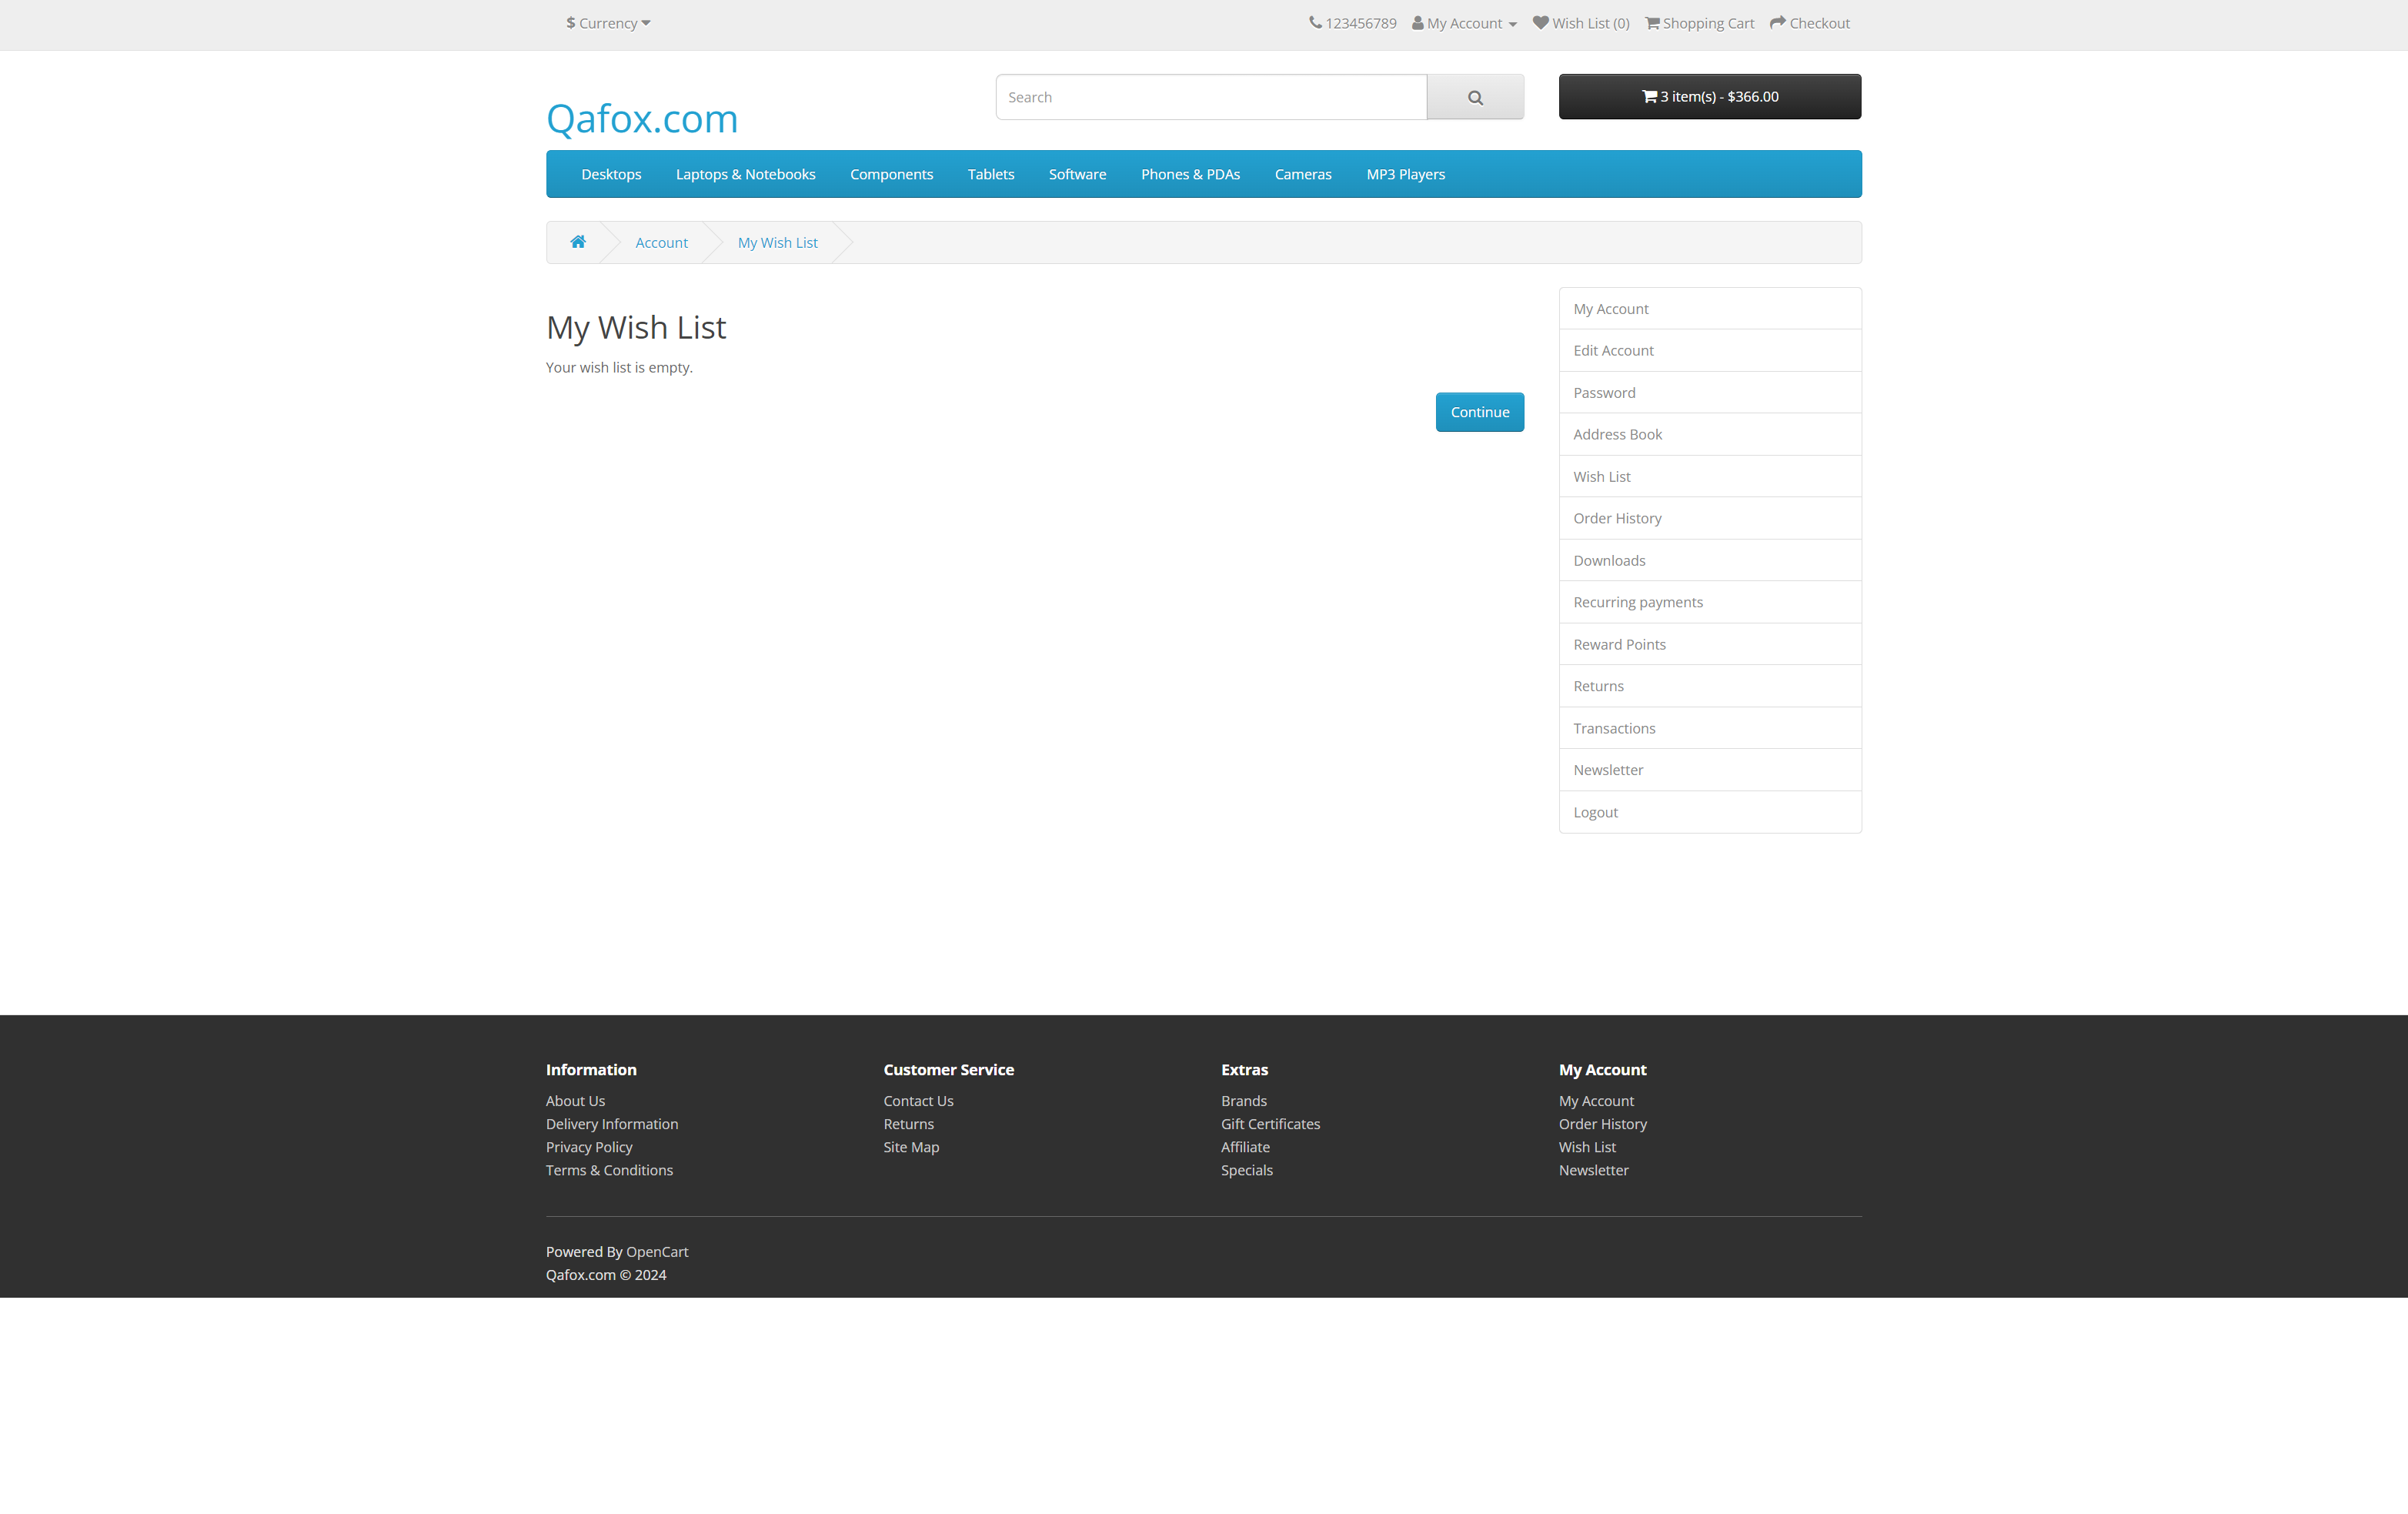 $ Currency
123456789 My Account Wish List (0) Shopping Cart Checkout
Qafox.com
Search
3 item(s) - $366.00
Desktops Laptops & Notebooks Components Tablets Software Phones & PDAs Cameras MP3 Players
Account My Wish List
My Wish List
Your wish list is empty.
Continue
My Account
Edit Account
Password
Address Book
Wish List
Order History
Downloads
Recurring payments
Reward Points
Returns
Transactions
Newsletter
Logout
Information
About Us
Delivery Information
Privacy Policy
Terms & Conditions
Customer Service
Contact Us
Returns
Site Map
Extras
Brands
Gift Certificates
Affiliate
Specials
My Account
My Account
Order History
Wish List
Newsletter
Powered By OpenCart
Qafox.com © 2024